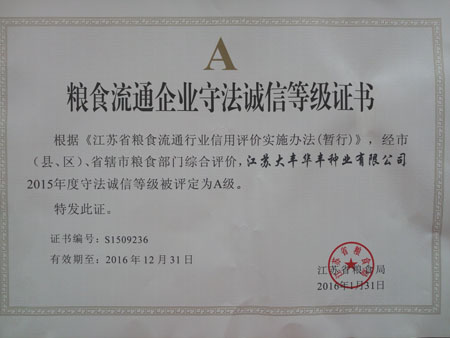 A
粮食流通企业守法诚信等级证书
根据《江苏省粮食流通行业信用评价实施办法(暂行)》，经市
（县、区）、省辖市粮食部门综合评价，江苏大丰华丰种业有限公司
2015年度守法诚信等级被评定为A级。
特发此证。
证书编号：S1509236
有效期至：2016年12月31日
江苏省粮食局
2016年1月31日
江苏省粮食局